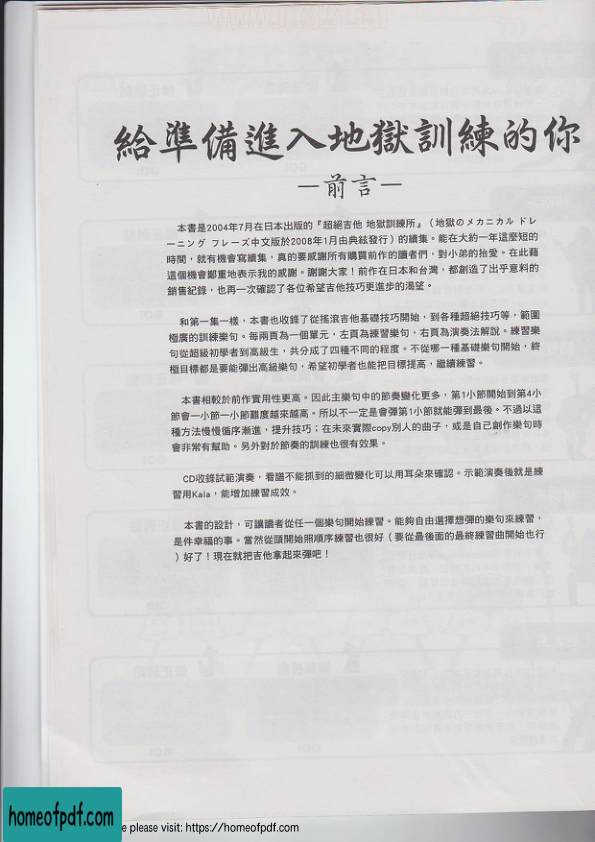 給準備進入地獄訓練的你
—前言—
本書是2004年7月在日本出版的『超絕吉他 地獄訓練所』（地獄のメカニカル ドレ
ーニング フレーズ中文版於2008年1月由典絃發行）的續集。能在大約一年這麼短的
時間，就有機會寫續集，真的要感謝所有購買前作的讀者們，對小弟的抬愛。在此藉
這個機會鄭重地表示我的感謝。謝謝大家！前作在日本和台灣，都創造了出乎意料的
銷售紀錄，也再一次確認了各位希望吉他技巧更進步的渴望。
和第一集一樣，本書也收錄了從搖滾吉他基礎技巧開始，到各種超絕技巧等，範圍
極廣的訓練樂句。每兩頁為一個單元，左頁為練習樂句，右頁為演奏法解說。練習樂
句從超級初學者到高級生，共分成了四種不同的程度。不從哪一種基礎樂句開始，終
極目標都是要能彈出高級樂句，希望初學者也能把目標提高，繼續練習。
本書相較於前作實用性更高。因此主樂句中的節奏變化更多，第1小節開始到第4小
節會一小節一小節難度越來越高。所以不一定是會彈第1小節就能彈到最後。不過以這
種方法慢慢循序漸進，提升技巧；在未來實際copy別人的曲子，或是自己創作樂句時
會非常有幫助。另外對於節奏的訓練也很有效果。
CD收錄試範演奏，看譜不能抓到的細微變化可以用耳朵來確認。示範演奏後就是練
習用Kala，能增加練習成效。
本書的設計，可讓讀者從任一個樂句開始練習。能夠自由選擇想彈的樂句來練習，
是件幸福的事。當然從頭開始照順序練習也很好（要從最後面的最終練習曲開始也行
）好了！現在就把吉他拿起來彈吧！
homeofpdf.com
e please visit: https://homeofpdf.com